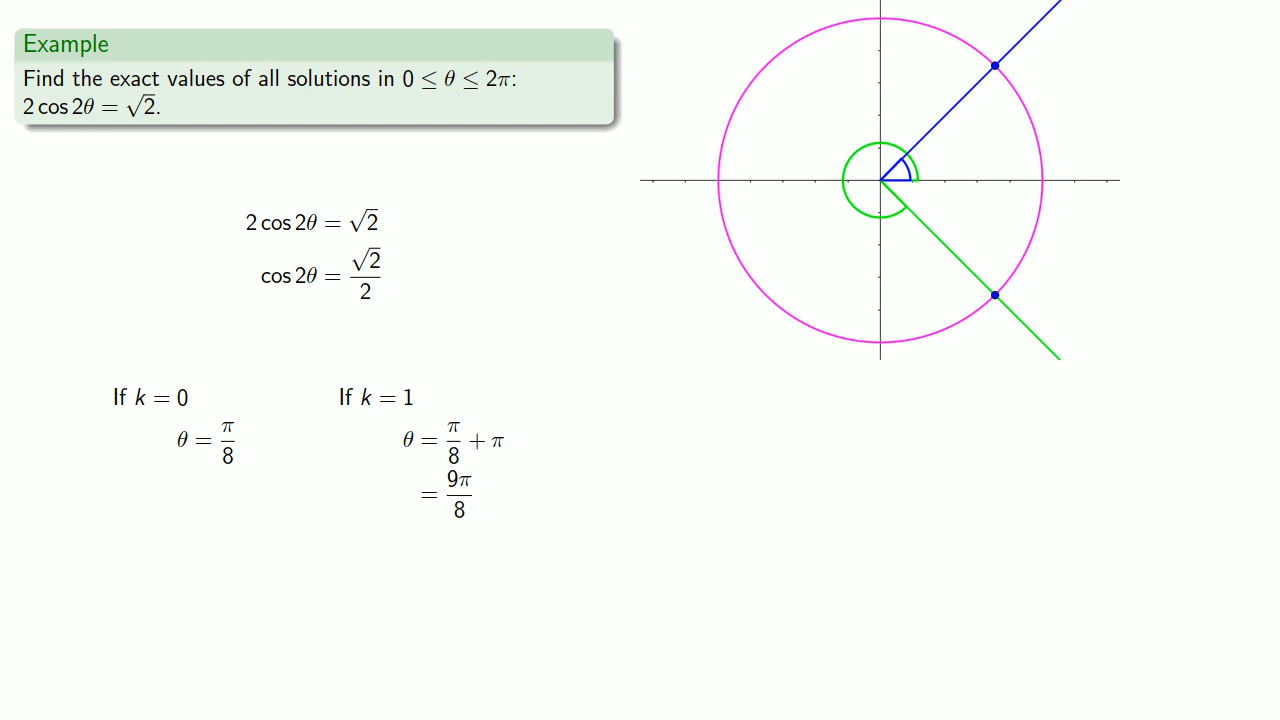 Example
Find the exact values of all solutions in 0 ≤ θ ≤ 2π:
2 cos 2θ = √2.
2 cos 2θ = √2
cos 2θ = √2/2
If k = 0
θ = π/8
If k = 1
θ = π/8 + π
= 9π/8